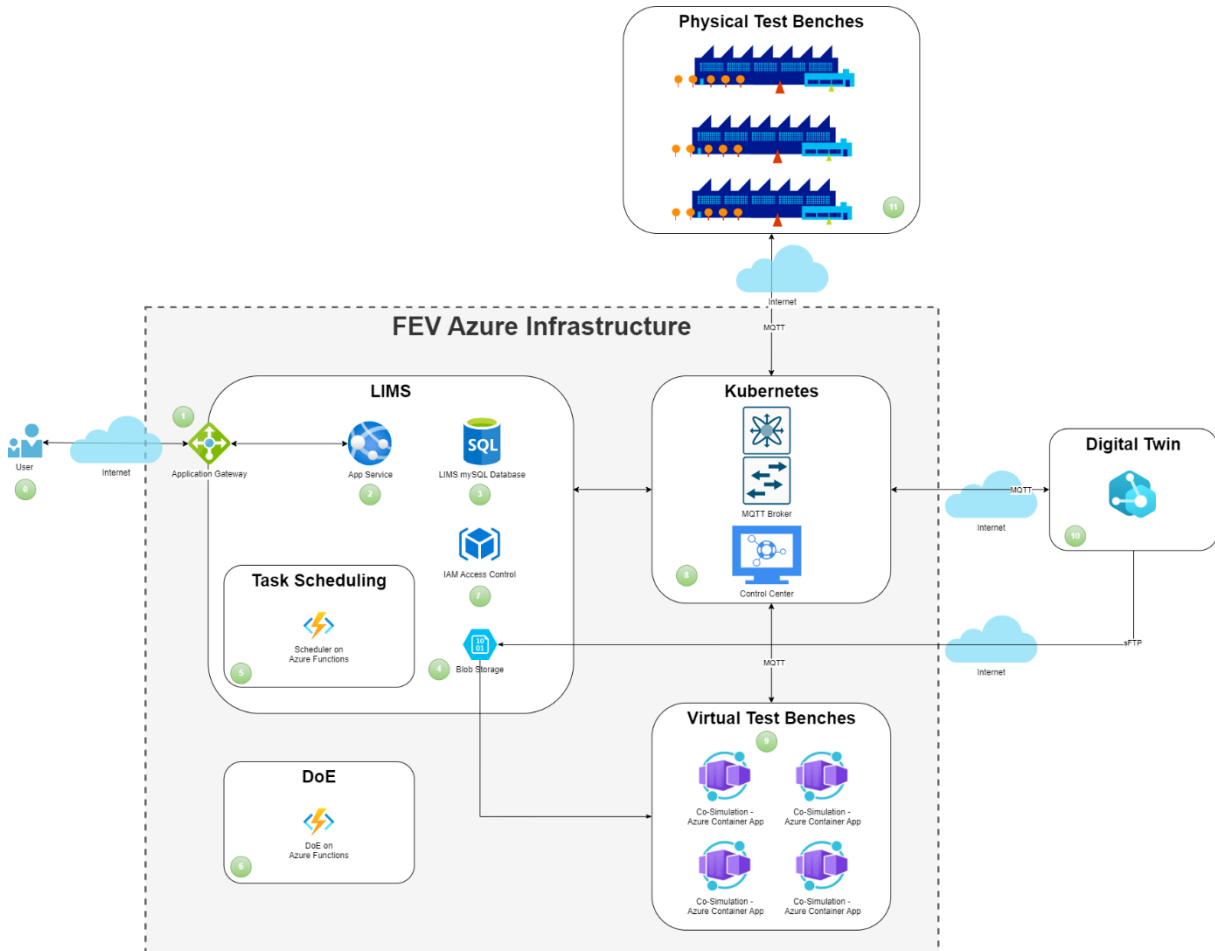 Physical Test Benches
11
Internet
MQTT
FEV Azure Infrastructure
LIMS
Kubernetes
1
User
0
Internet
Application Gateway
App Service
2
SQL
LIMS mySQL Database
3
MQTT Broker
Digital Twin
MQTT
Internet
10
IAM Access Control
7
8
Control Center
Task Scheduling
Scheduler on
Azure Functions
5
10
01
4
Blob Storage
MQTT
sFTP
Internet
Virtual Test Benches
9
DoE
DoE on
Azure Functions
6
Co-Simulation -
Azure Container App
Co-Simulation -
Azure Container App
Co-Simulation -
Azure Container App
Co-Simulation -
Azure Container App